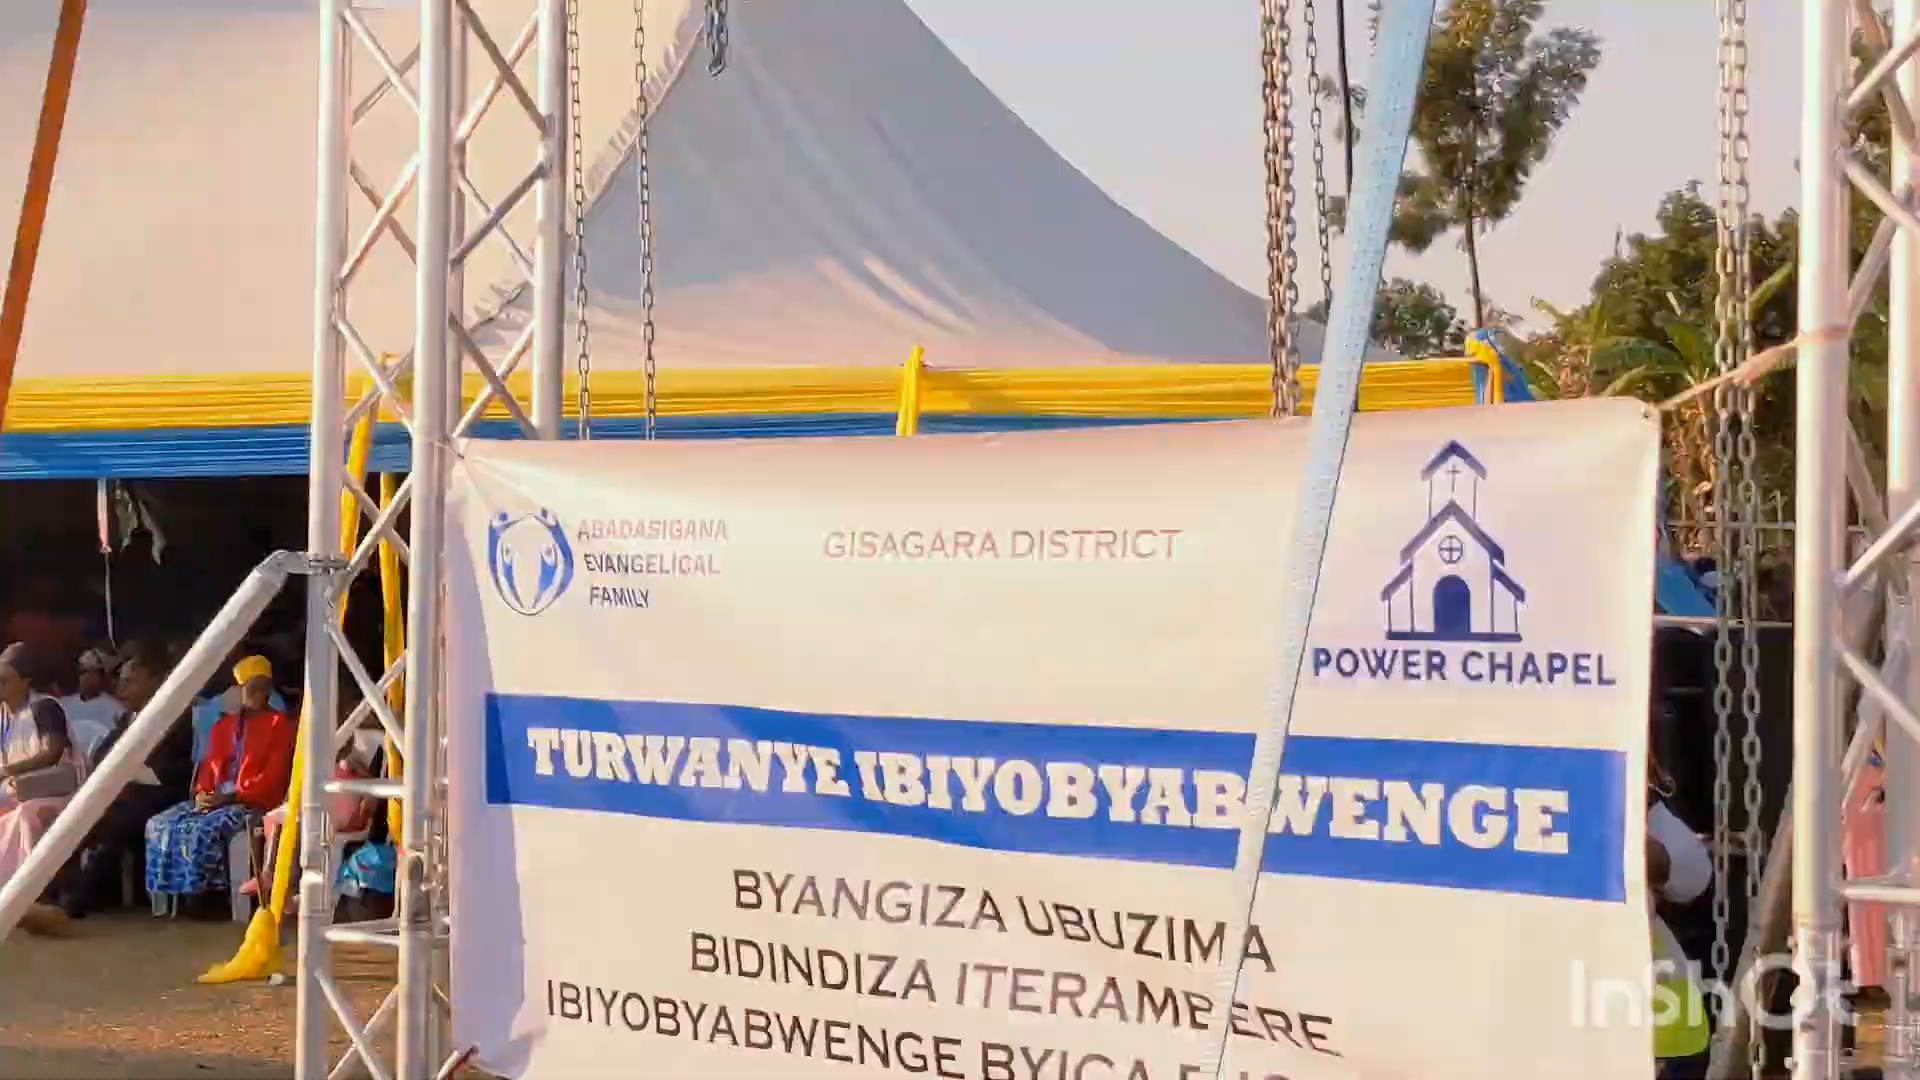 ABADASIGANA
EVANGELICAL
FAMILY
GISAGARA DISTRICT
POWER CHAPEL
TURWANYE IBIYOBYABWENGE
BYANGIZA UBUZIMA
BIDINDIZA ITERAMBERE
IBIYOBYABWENGE
InShot